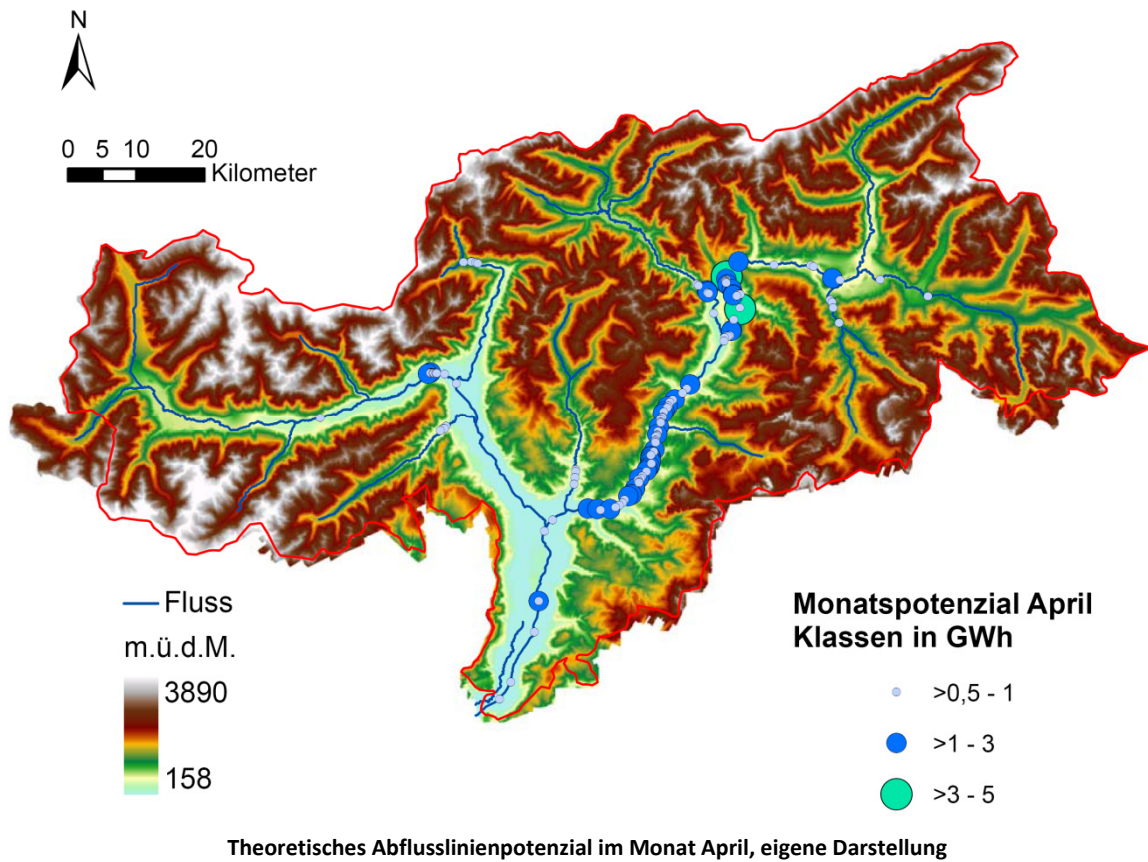 N
0 5 10 20
Kilometer
Fluss
m.ü.d.M.
3890
158
Monatspotenzial April
Klassen in GWh
>0,5 - 1
>1 - 3
>3 - 5
Theoretisches Abflusslinienpotenzial im Monat April, eigene Darstellung